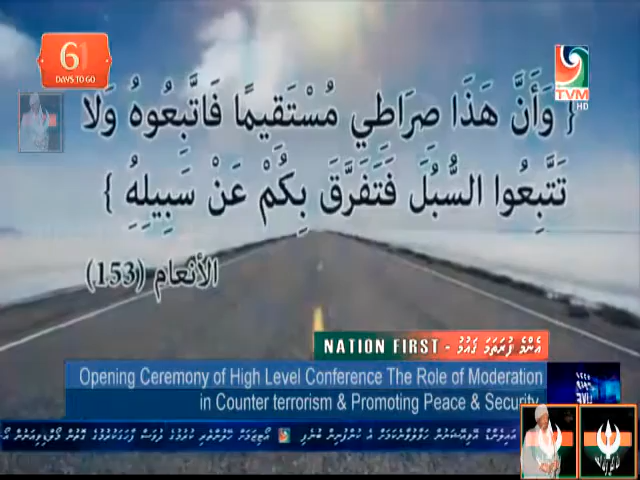 6
DAYS TO GO
TVM
HD
{ وَأَنَّ هَذَا صِرَاطِي مُسْتَقِيمًا فَاتَّبِعُوهُ وَلَا
تَتَّبِعُوا السُّبُلَ فَتَفَرَّقَ بِكُمْ عَنْ سَبِيلِهِ }
الأنعام (153)
NATION FIRST - އެންމެ ފުރަތަމަ ޤައުމު
Opening Ceremony of High Level Conference The Role of Moderation
in Counter terrorism & Promoting Peace & Security